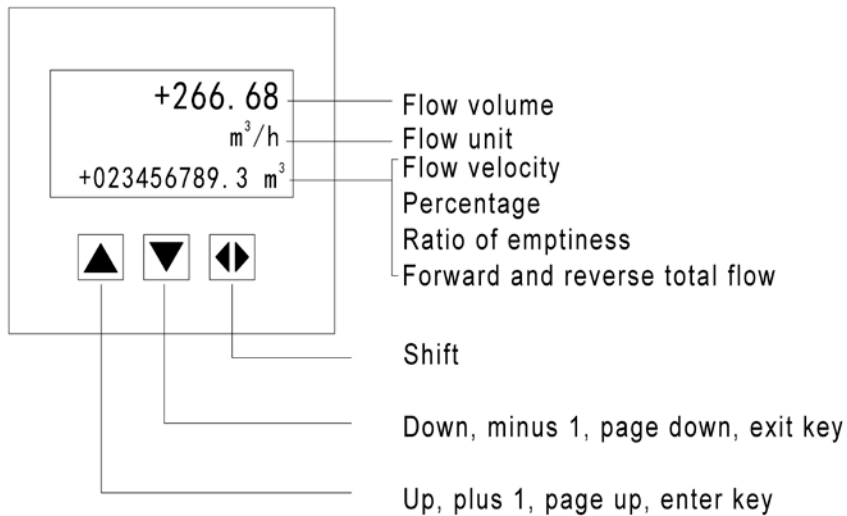 +266.68
m³/h
+023456789.3 m³
Flow volume
Flow unit
Flow velocity
Percentage
Ratio of emptiness
Forward and reverse total flow
Shift
Down, minus 1, page down, exit key
Up, plus 1, page up, enter key